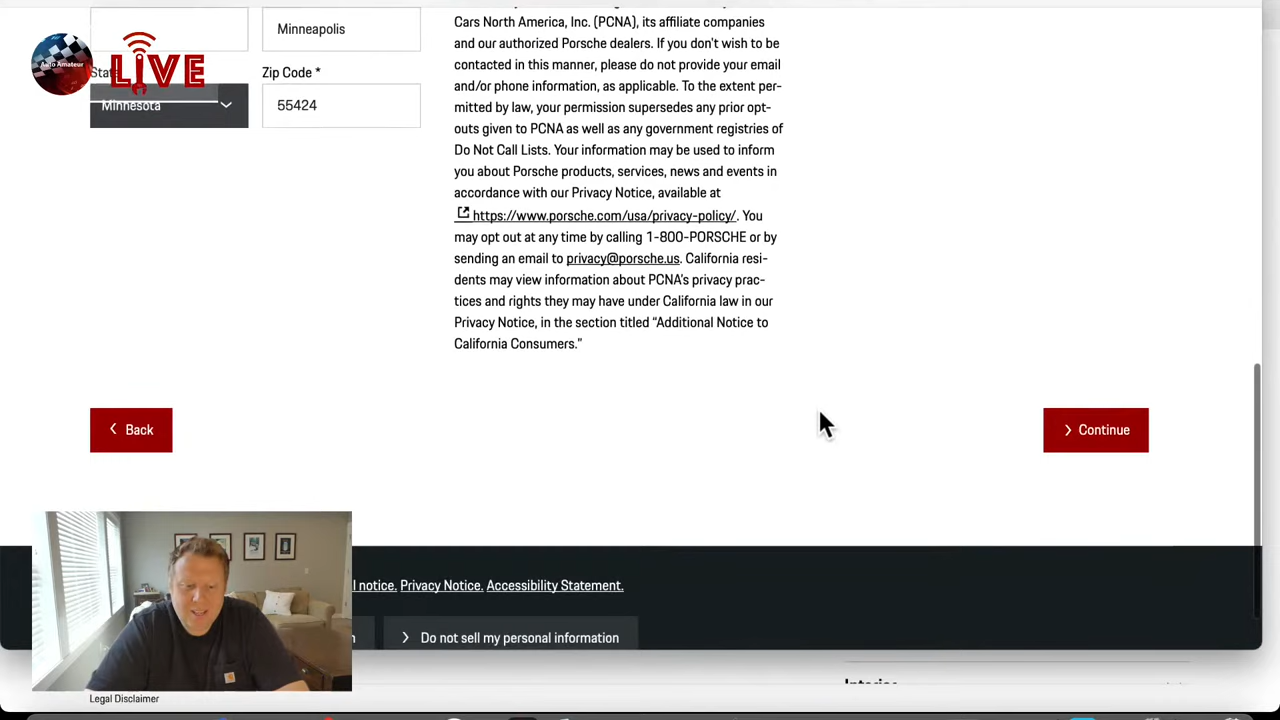 Cars North America, Inc. (PCNA), its affiliate companies
Minneapolis
and our authorized Porsche dealers. If you don't wish to be
contacted in this manner, please do not provide your email
Auto Amateur
LIVE
State
Zip Code *
and/or phone information, as applicable. To the extent per-
Minnesota
55424
mitted by law, your permission supersedes any prior opt-
outs given to PCNA as well as any government registries of
Do Not Call Lists. Your information may be used to inform
you about Porsche products, services, news and events in
accordance with our Privacy Notice, available at
https://www.porsche.com/usa/privacy-policy/. You
may opt out at any time by calling 1-800-PORSCHE or by
sending an email to privacy@porsche.us. California resi-
dents may view information about PCNA's privacy prac-
tices and rights they may have under California law in our
Privacy Notice, in the section titled “Additional Notice to
California Consumers.”
Back
Continue
l notice. Privacy Notice. Accessibility Statement.
n
Do not sell my personal information
Legal Disclaimer